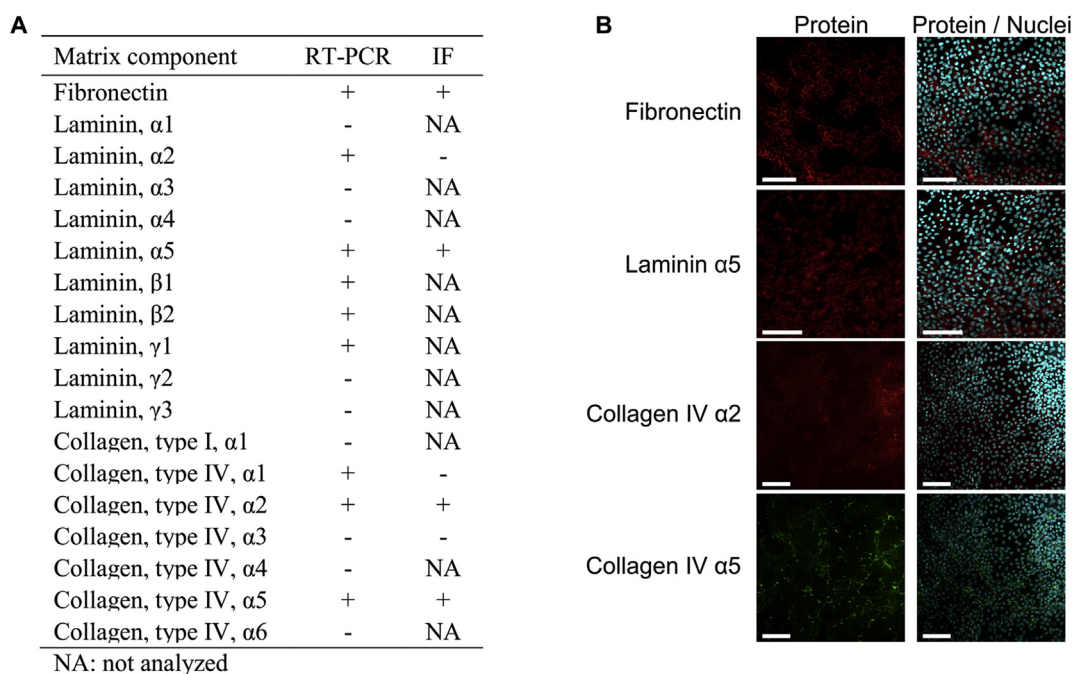 A
Matrix component RT-PCR IF
Fibronectin + +
Laminin, α1 - NA
Laminin, α2 + -
Laminin, α3 - NA
Laminin, α4 - NA
Laminin, α5 + +
Laminin, β1 + NA
Laminin, β2 + NA
Laminin, γ1 + NA
Laminin, γ2 - NA
Laminin, γ3 - NA
Collagen, type I, α1 - NA
Collagen, type IV, α1 + -
Collagen, type IV, α2 + +
Collagen, type IV, α3 - -
Collagen, type IV, α4 - NA
Collagen, type IV, α5 + +
Collagen, type IV, α6 - NA
NA: not analyzed
B
Protein Protein / Nuclei
Fibronectin
Laminin α5
Collagen IV α2
Collagen IV α5